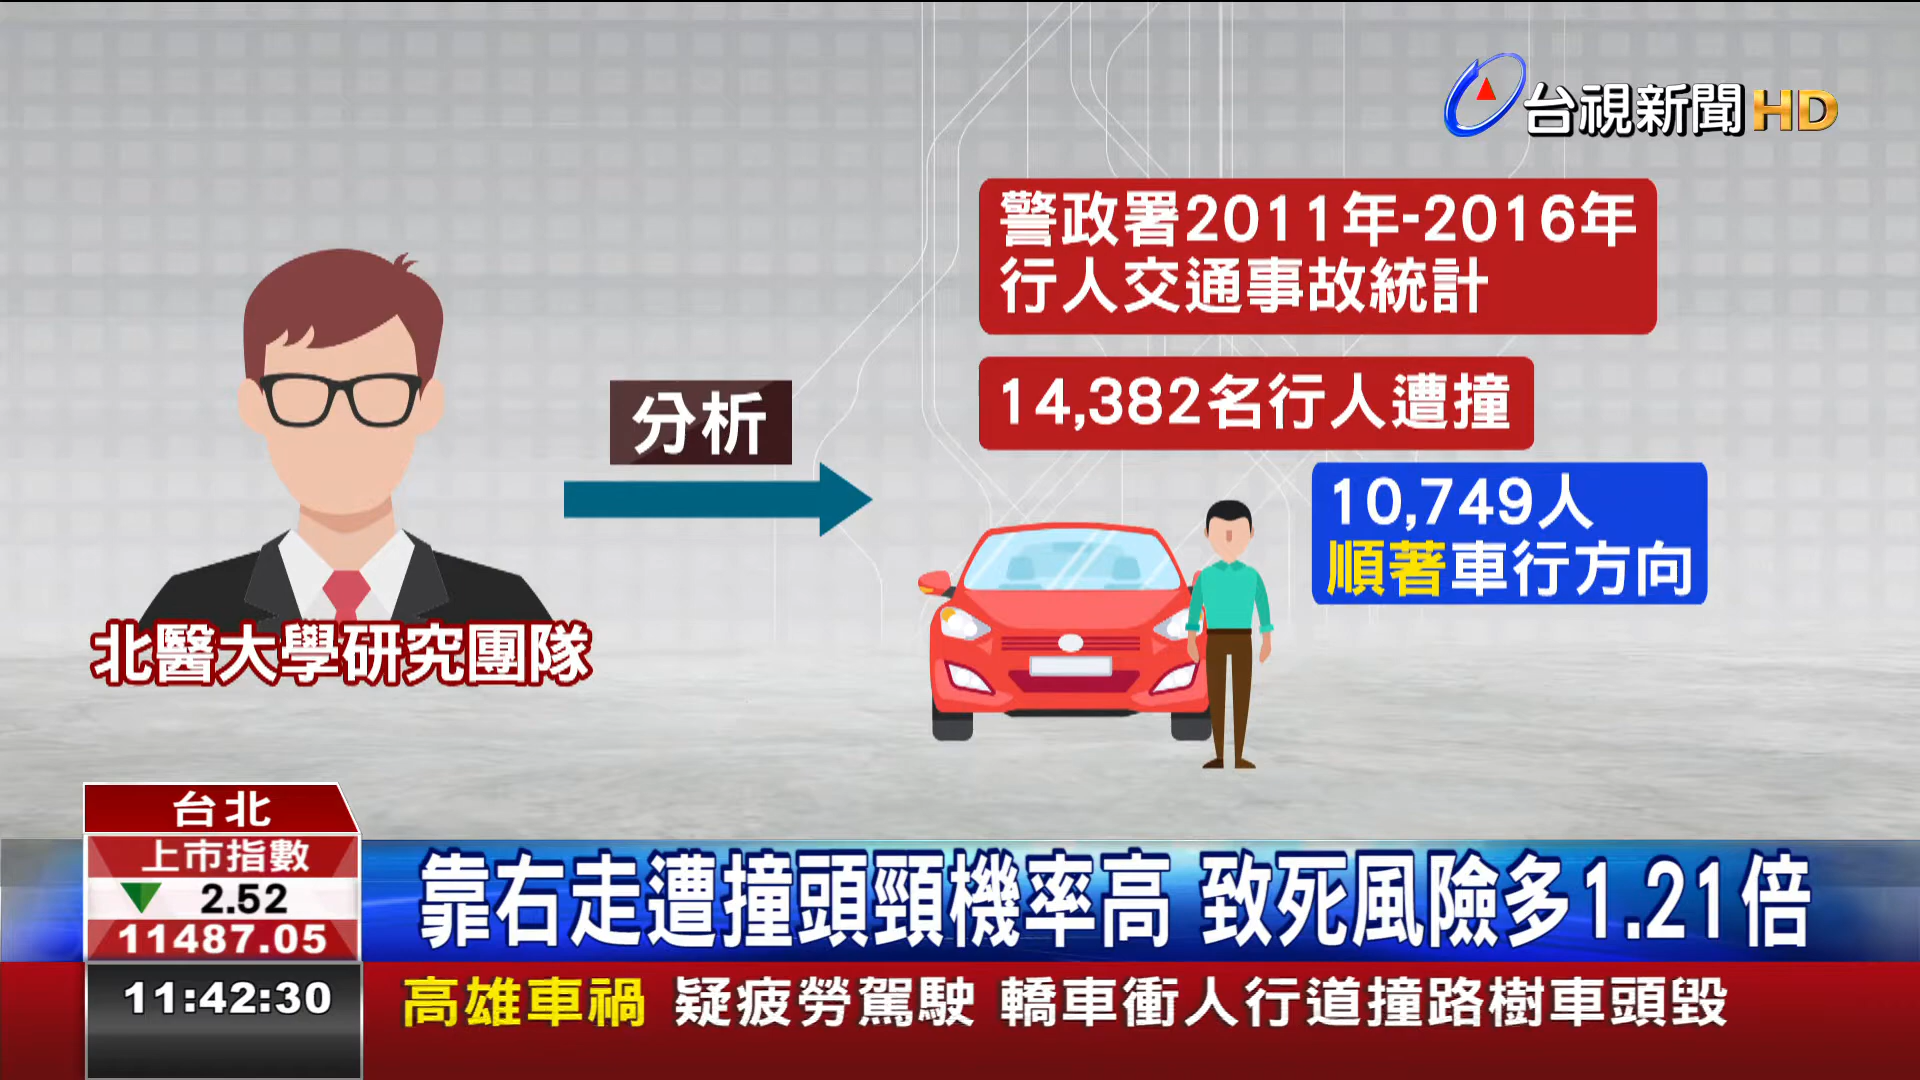 台視新聞HD
警政署2011年-2016年
行人交通事故統計
14,382名行人遭撞
分析
10,749人
順著車行方向
北醫大學研究團隊
台北
上市指數
2.52
11487.05
11:42:30
靠右走遭撞頭頸機率高 致死風險多1.21倍
高雄車禍 疑疲勞駕駛 轎車衝人行道撞路樹車頭毀